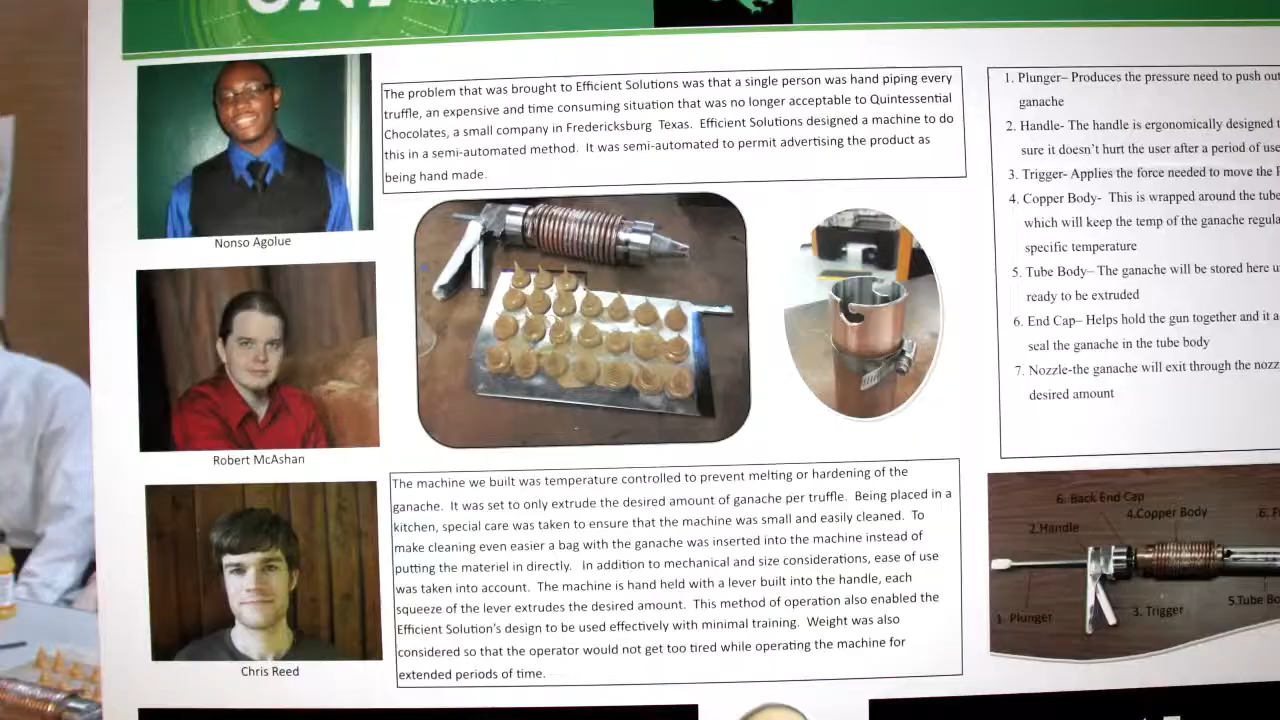 The problem that was brought to Efficient Solutions was that a single person was hand piping every
truffle, an expensive and time consuming situation that was no longer acceptable to Quintessential
Chocolates, a small company in Fredericksburg Texas. Efficient Solutions designed a machine to do
this in a semi-automated method. It was semi-automated to permit advertising the product as
being hand made.
Nonso Agolue
Robert McAshan
Chris Reed
The machine we built was temperature controlled to prevent melting or hardening of the
ganache. It was set to only extrude the desired amount of ganache per truffle. Being placed in a
kitchen, special care was taken to ensure that the machine was small and easily cleaned. To
make cleaning even easier a bag with the ganache was inserted into the machine instead of
putting the materiel in directly. In addition to mechanical and size considerations, ease of use
was taken into account. The machine is hand held with a lever built into the handle, each
squeeze of the lever extrudes the desired amount. This method of operation also enabled the
Efficient Solution's design to be used effectively with minimal training. Weight was also
considered so that the operator would not get too tired while operating the machine for
extended periods of time.
1. Plunger– Produces the pressure need to push out
ganache
2. Handle- The handle is ergonomically designed
sure it doesn't hurt the user after a period of use
3. Trigger- Applies the force needed to move the
4. Copper Body- This is wrapped around the tube
which will keep the temp of the ganache
specific temperature
5. Tube Body– The ganache will be stored here
ready to be extruded
6. End Cap– Helps hold the gun together and it
seal the ganache in the tube body
7. Nozzle-the ganache will exit through the
desired amount
6. Back End Cap
4.Copper Body
6.
2.Handle
1. Plunger
3. Trigger
5.Tube